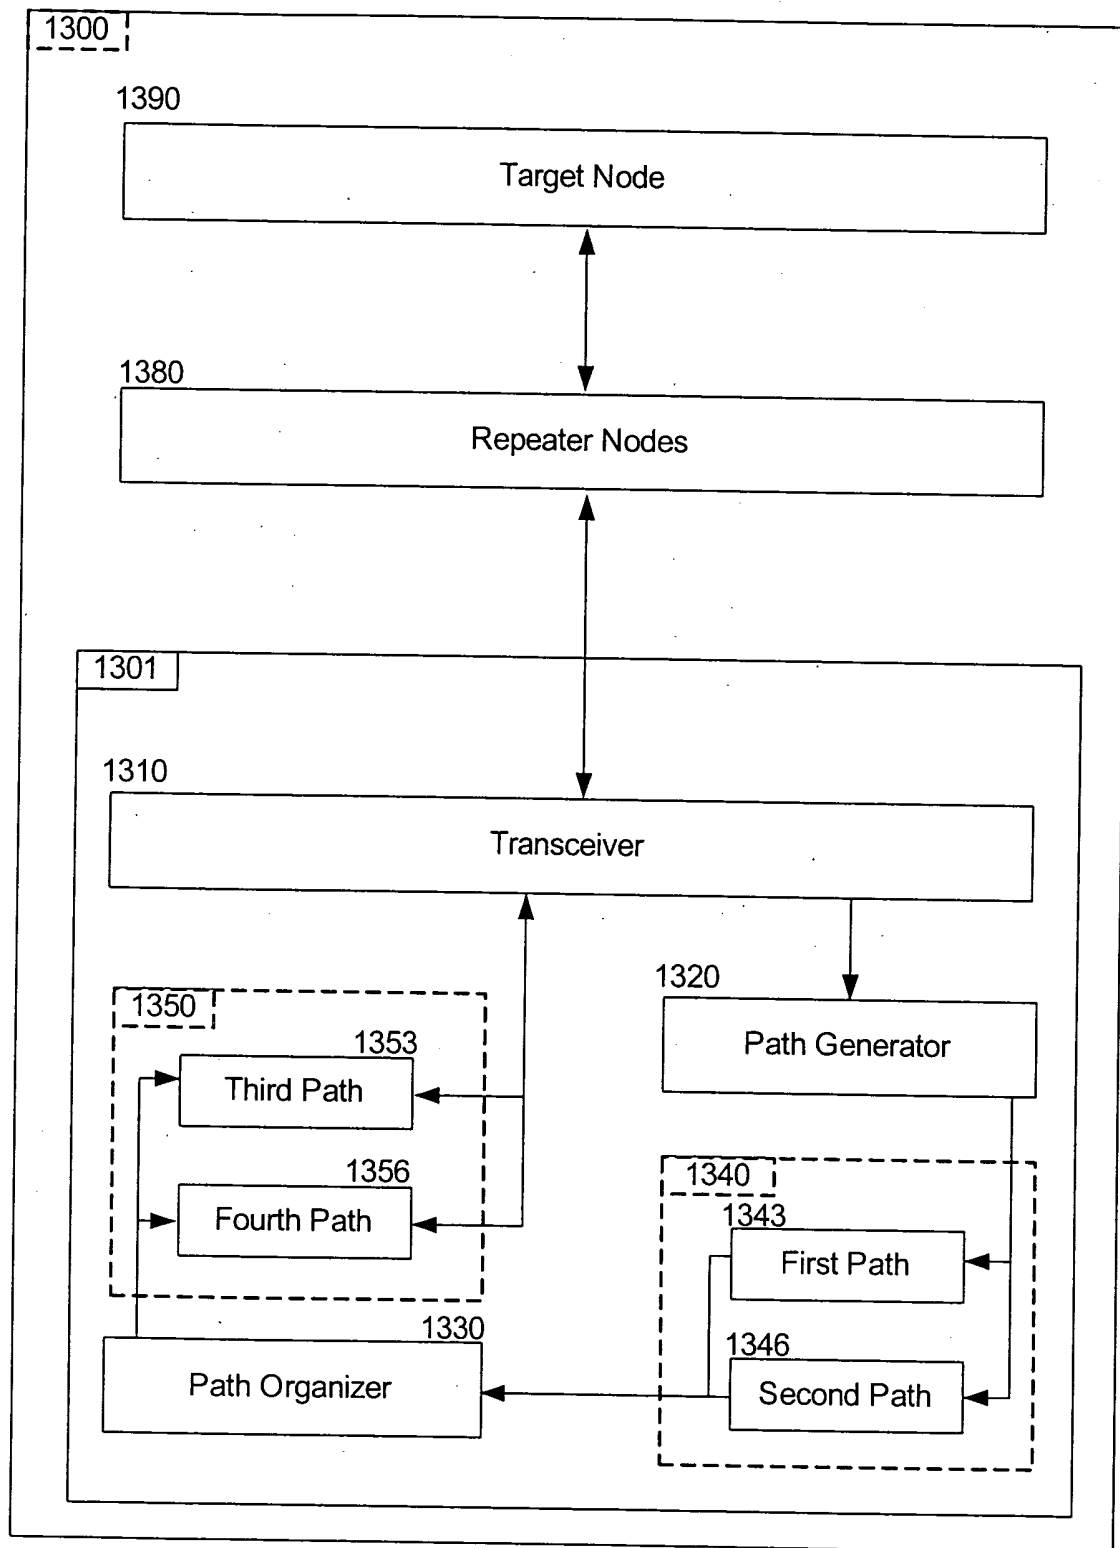 1300
1390
Target Node
1380
Repeater Nodes
1301
1310
Transceiver
1320
Path Generator
1350
1353
Third Path
1356
Fourth Path
1340
1343
First Path
1330
Path Organizer
1346
Second Path